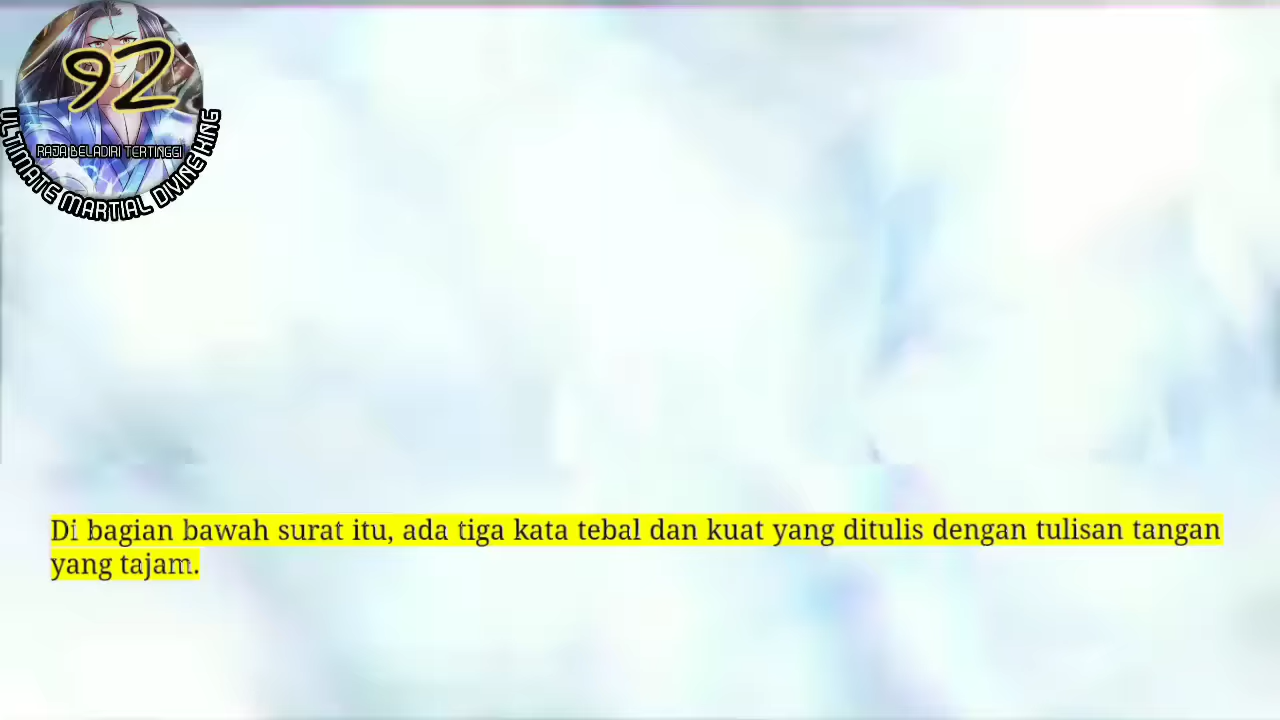 92
RAJA BELADIRI TERTINGGI
ULTIMATE MARTIAL DIVINE KING
Di bagian bawah surat itu, ada tiga kata tebal dan kuat yang ditulis dengan tulisan tangan
yang tajam.